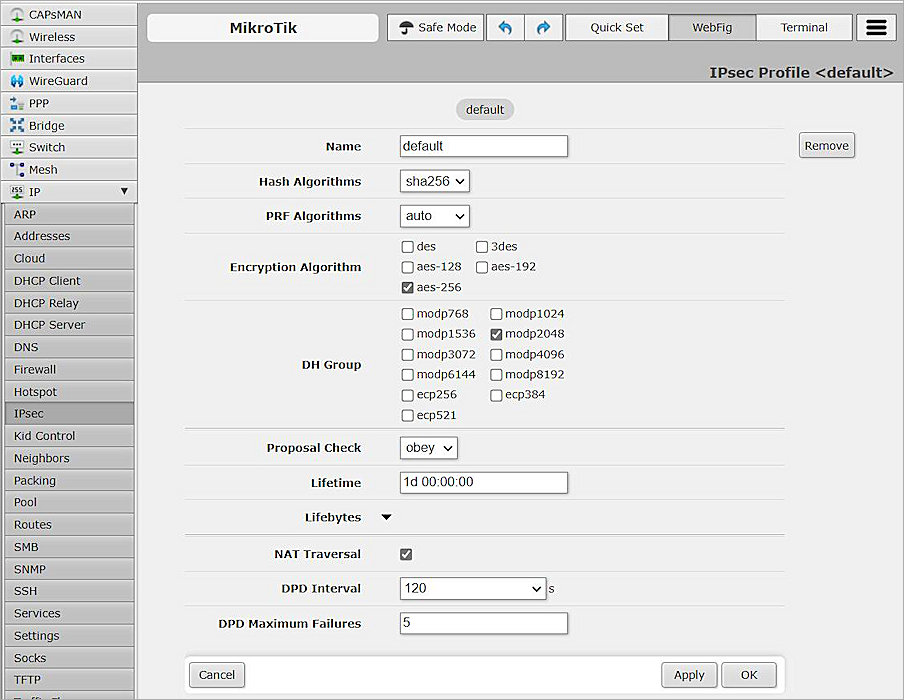 CAPsMAN
Wireless
Interfaces
WireGuard
PPP
Bridge
Switch
Mesh
255 IP
ARP
Addresses
Cloud
DHCP Client
DHCP Relay
DHCP Server
DNS
Firewall
Hotspot
IPsec
Kid Control
Neighbors
Packing
Pool
Routes
SMB
SNMP
SSH
Services
Settings
Socks
TFTP
MikroTik
Safe Mode
Quick Set
WebFig
Terminal
IPsec Profile <default>
default
Name default
Remove
Hash Algorithms sha256
PRF Algorithms auto
Encryption Algorithm
des 3des
aes-128 aes-192
aes-256
DH Group
modp768 modp1024
modp1536 modp2048
modp3072 modp4096
modp6144 modp8192
ecp256 ecp384
ecp521
Proposal Check obey
Lifetime 1d 00:00:00
Lifebytes
NAT Traversal
DPD Interval 120 s
DPD Maximum Failures 5
Cancel
Apply
OK